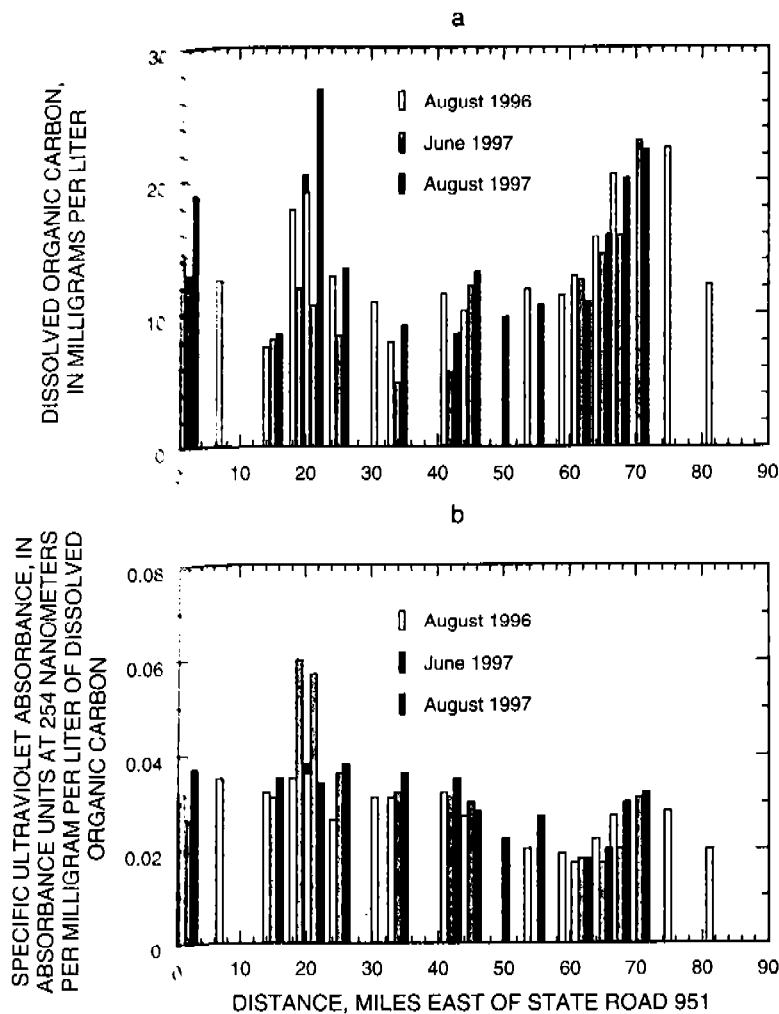 a
DISSOLVED ORGANIC CARBON,
IN MILLIGRAMS PER LITER
30
20
10
0
August 1996
June 1997
August 1997
10 20 30 40 50 60 70 80 90
b
SPECIFIC ULTRAVIOLET ABSORBANCE, IN
ABSORBANCE UNITS AT 254 NANOMETERS
PER MILLIGRAM PER LITER OF DISSOLVED
ORGANIC CARBON
0.08
0.06
0.04
0.02
0
August 1996
June 1997
August 1997
0 10 20 30 40 50 60 70 80 90
DISTANCE, MILES EAST OF STATE ROAD 951